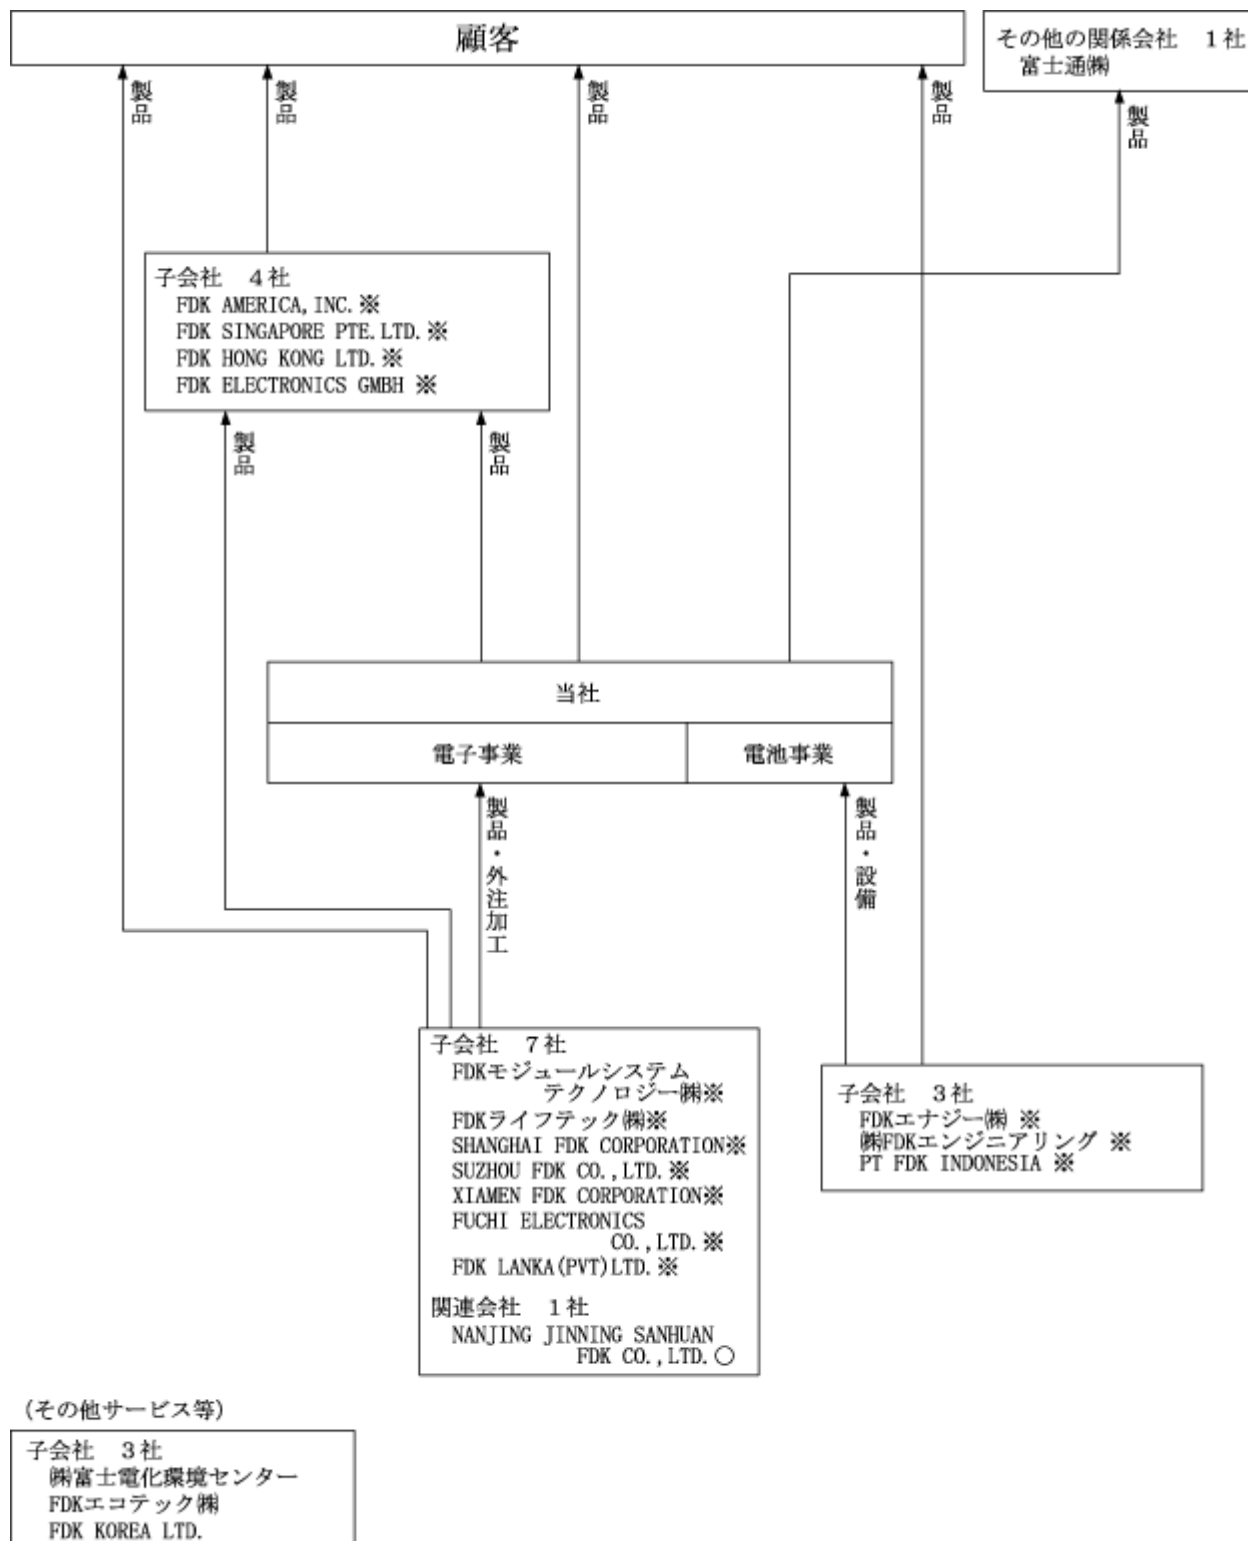 顧客
その他の関係会社　1社
富士通㈱
製品
製品
製品
製品
製品
子会社　4社
FDK AMERICA,INC.※
FDK SINGAPORE PTE.LTD.※
FDK HONG KONG LTD.※
FDK ELECTRONICS GMBH ※
製品
製品
当社
電子事業
電池事業
製品・外注加工
製品・設備
子会社　7社
FDKモジュールシステム
テクノロジー㈱※
FDKライフテック㈱※
SHANGHAI FDK CORPORATION※
SUZHOU FDK CO.,LTD.※
XIAMEN FDK CORPORATION※
FUCHI ELECTRONICS
CO.,LTD.※
FDK LANKA(PVT)LTD.※
関連会社　1社
NANJING JINNING SANHUAN
FDK CO.,LTD.○
子会社　3社
FDKエナジー㈱ ※
㈱FDKエンジニアリング ※
PT FDK INDONESIA ※
(その他サービス等)
子会社　3社
㈱富士電化環境センター
FDKエコテック㈱
FDK KOREA LTD.